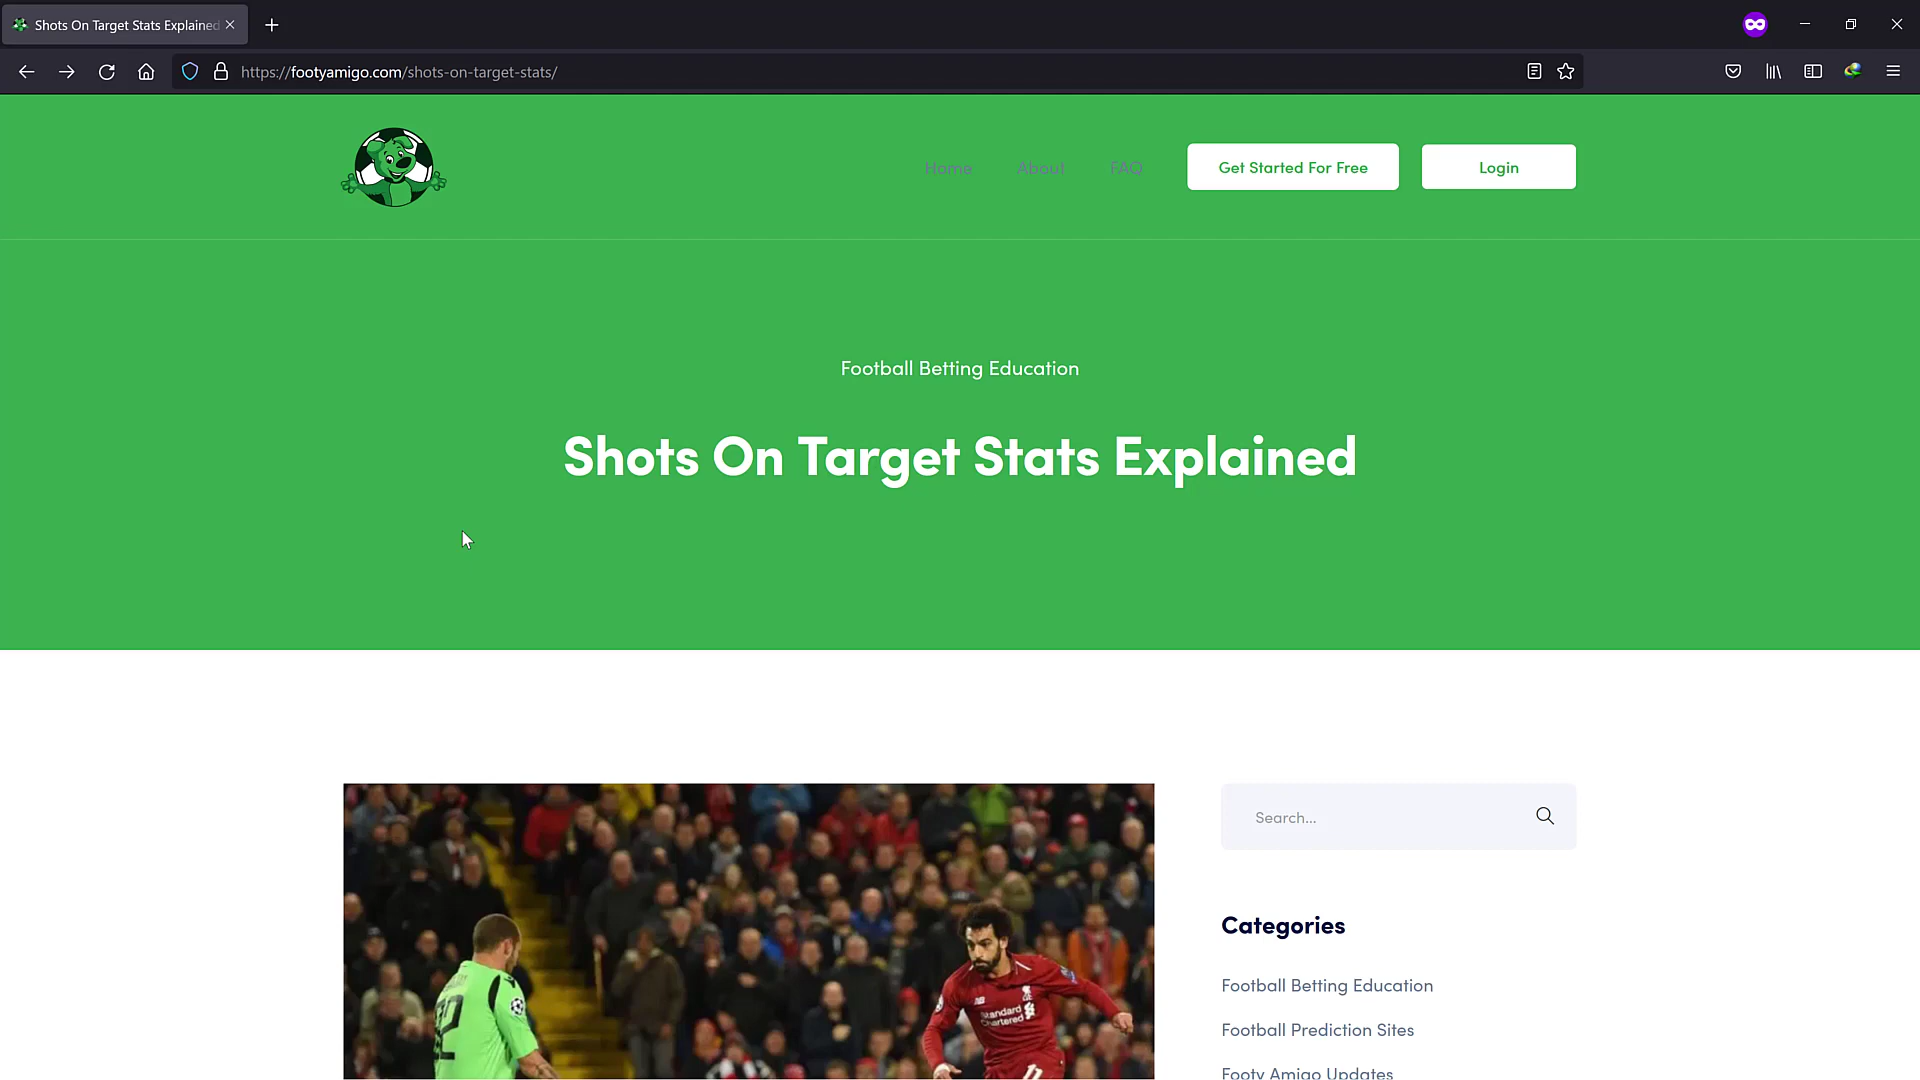 Shots On Target Stats Explained
https://footyamigo.com/shots-on-target-stats/
Home
About
FAQ
Get Started For Free
Login
Football Betting Education
Shots On Target Stats Explained
Search...
Categories
Football Betting Education
Football Prediction Sites
Footy Amigo Updates
Standard
Chartered